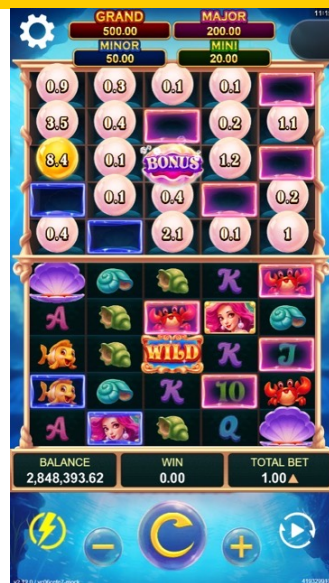 11:1
GRAND MAJOR
500.00 200.00
MINOR MINI
50.00 20.00
0.9 0.3 0.1 0.1
3.5 0.4 0.2 1.1
8.4 0.1 BONUS 1.2
0.1 0.4 0.2
0.4 2.1 0.1 1
K
A
WILD K J
K 10
A Q
BALANCE WIN TOTAL BET
2,848,393.62 0.00 1.00